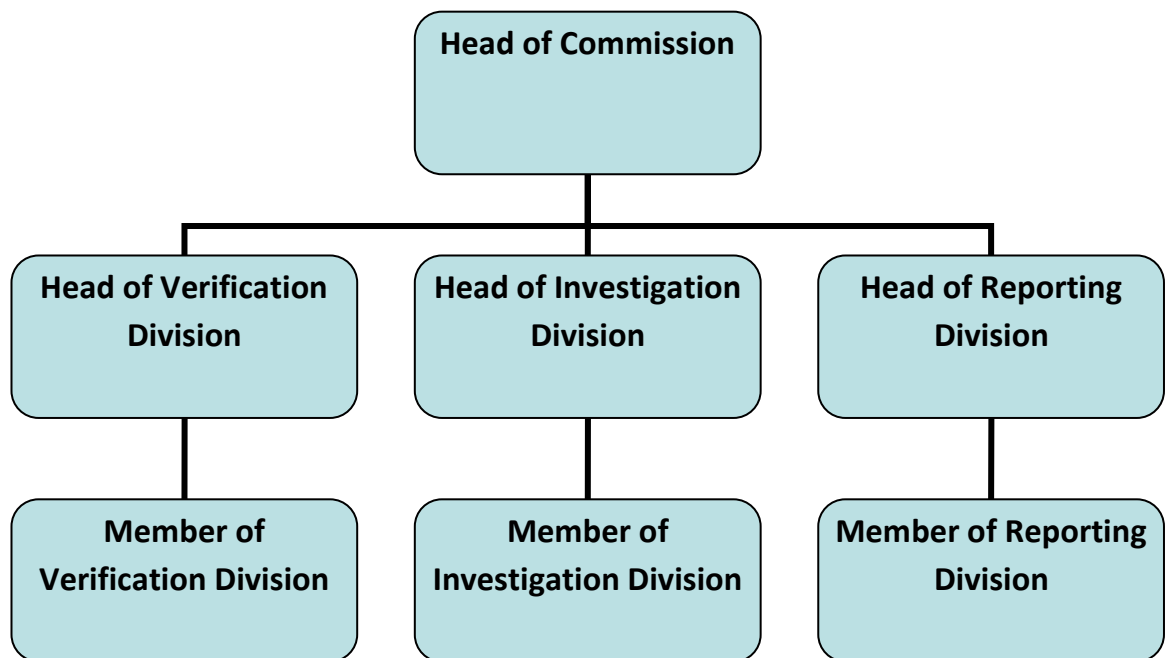 Head of Commission
Head of Verification
Division
Head of Investigation
Division
Head of Reporting
Division
Member of
Verification Division
Member of
Investigation Division
Member of Reporting
Division